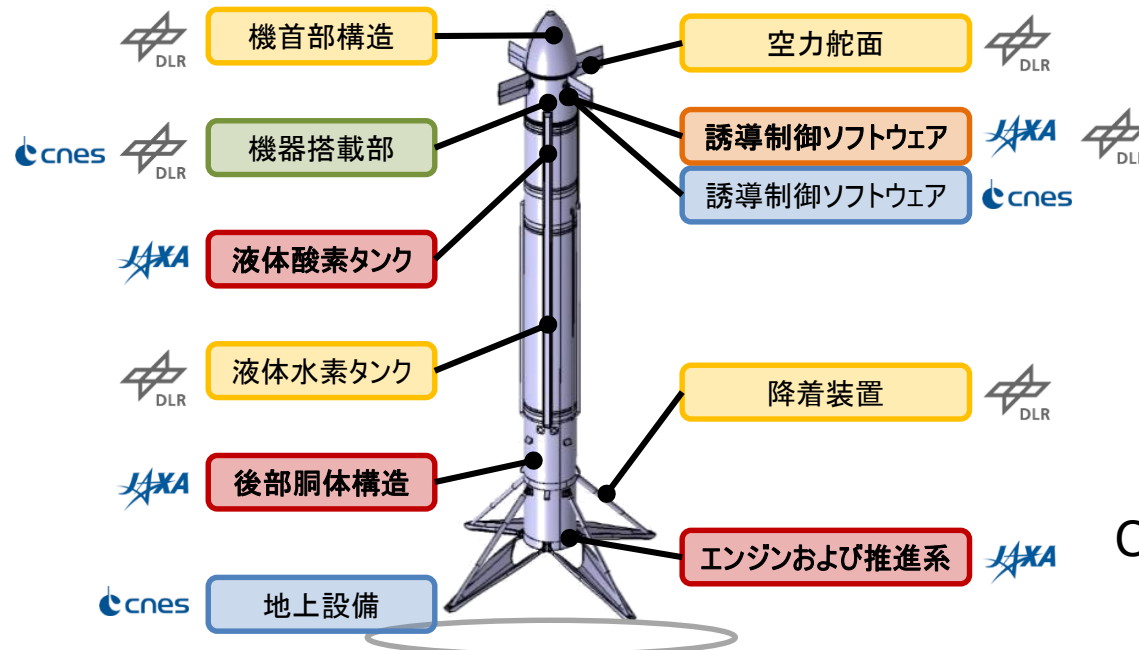 機首部構造
DLR
空力舵面
DLR
cnes
DLR
機器搭載部
誘導制御ソフトウェア
JAXA
DLR
誘導制御ソフトウェア
cnes
JAXA
液体酸素タンク
DLR
液体水素タンク
降着装置
DLR
JAXA
後部胴体構造
エンジンおよび推進系
JAXA
C
cnes
地上設備